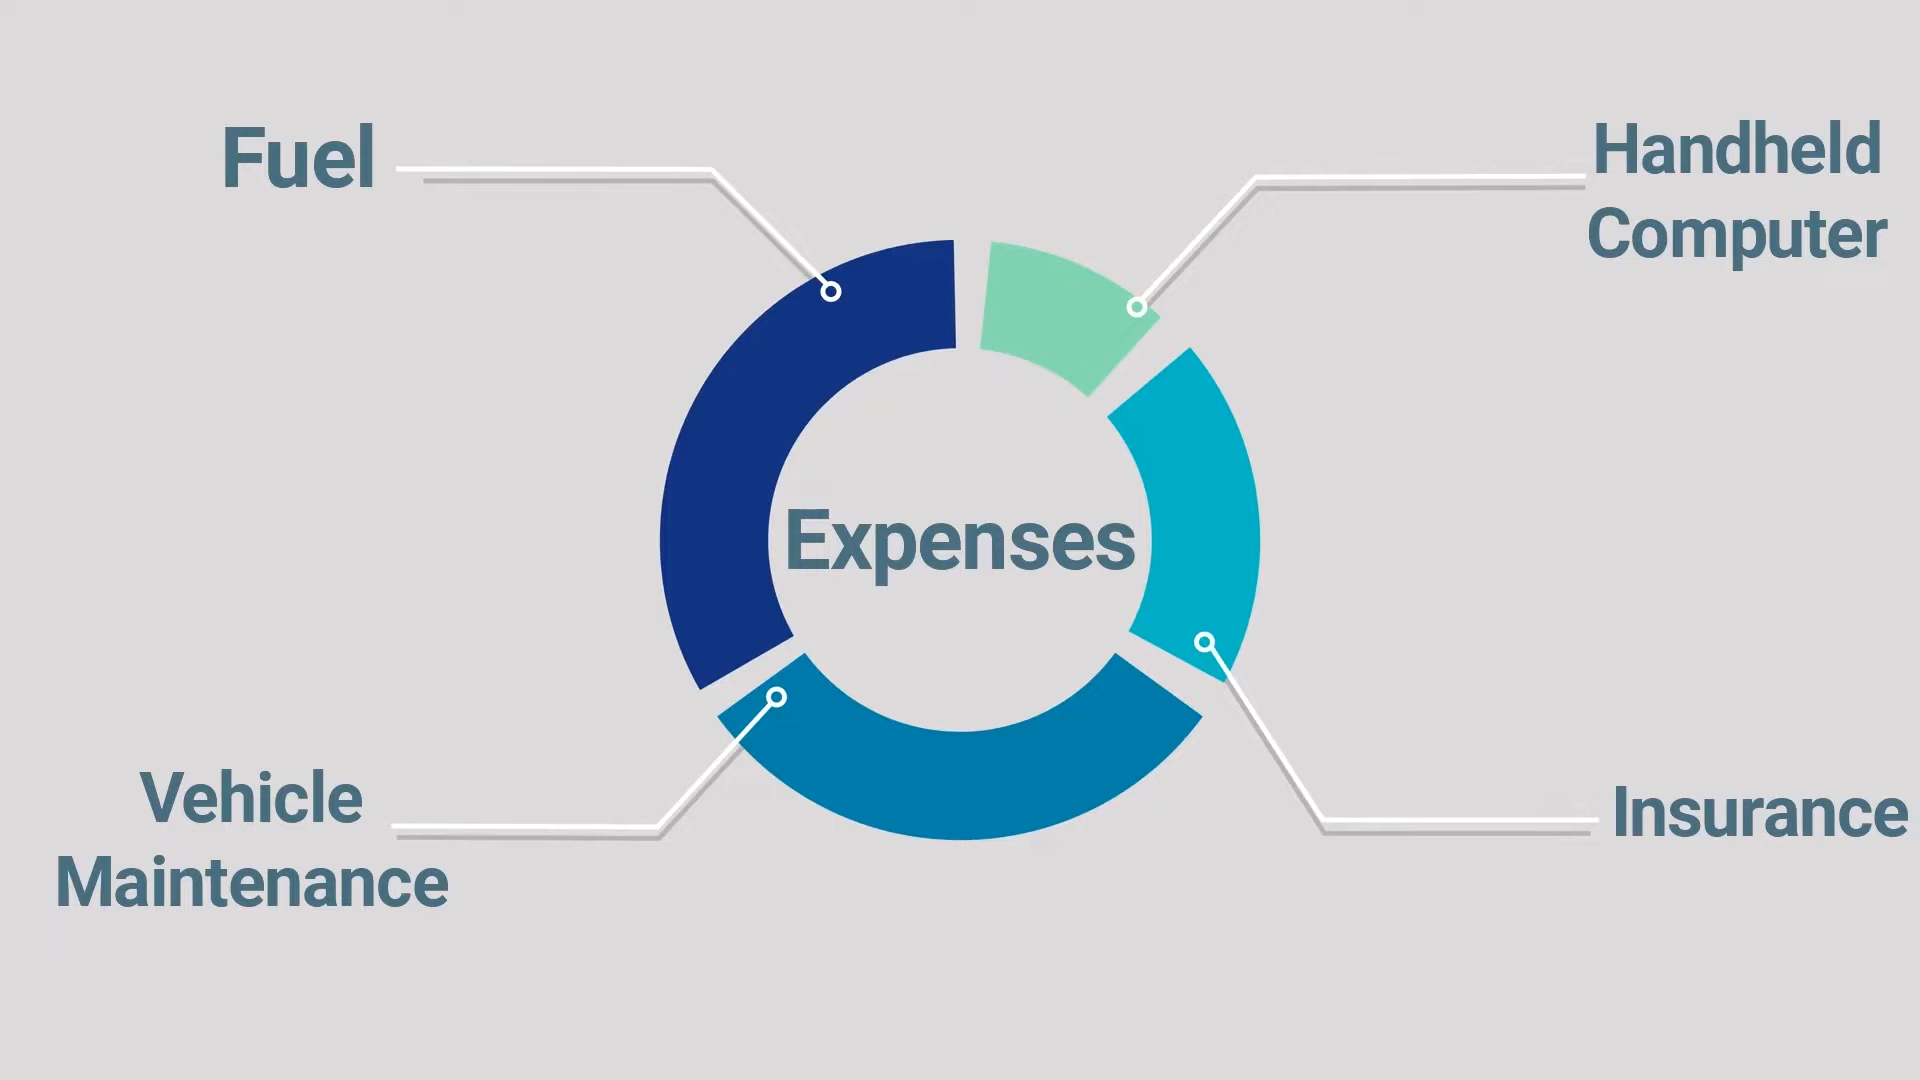 Fuel
Handheld
Computer
Expenses
Vehicle
Maintenance
Insurance